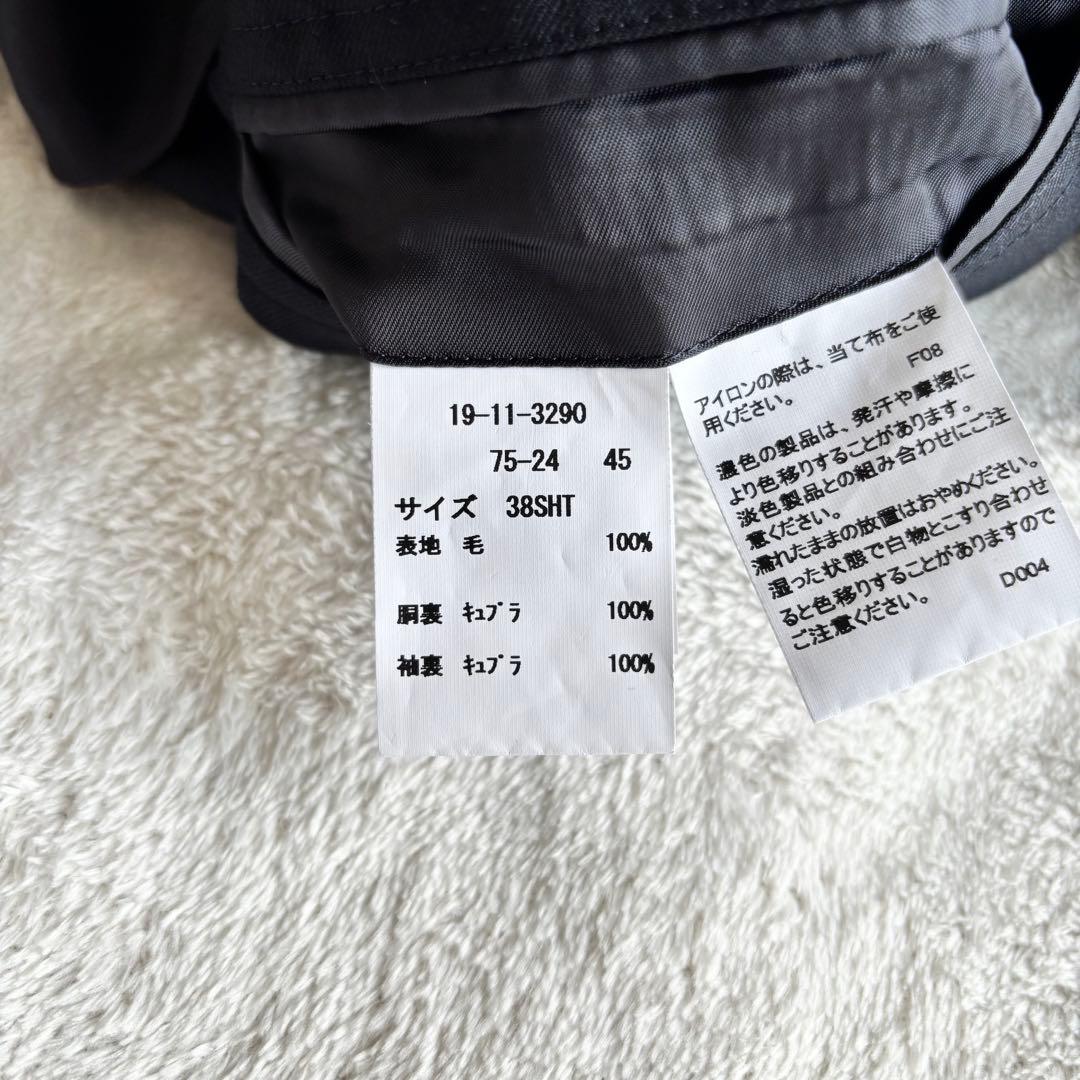 19-11-3290
75-24 45
サイズ 38SHT
表地 毛 100%
胴裏 ｷｭﾌﾟﾗ 100%
袖裏 ｷｭﾌﾟﾗ 100%
アイロンの際は、当て布をご使
用ください。 F08
濃色の製品は、発汗や摩擦に
より色移りすることがあります。
淡色製品との組み合わせにご注
意ください。
濡れたままの放置はおやめください。
湿った状態で白物とこすり合わせ
ると色移りすることがありますので
ご注意ください。 D004